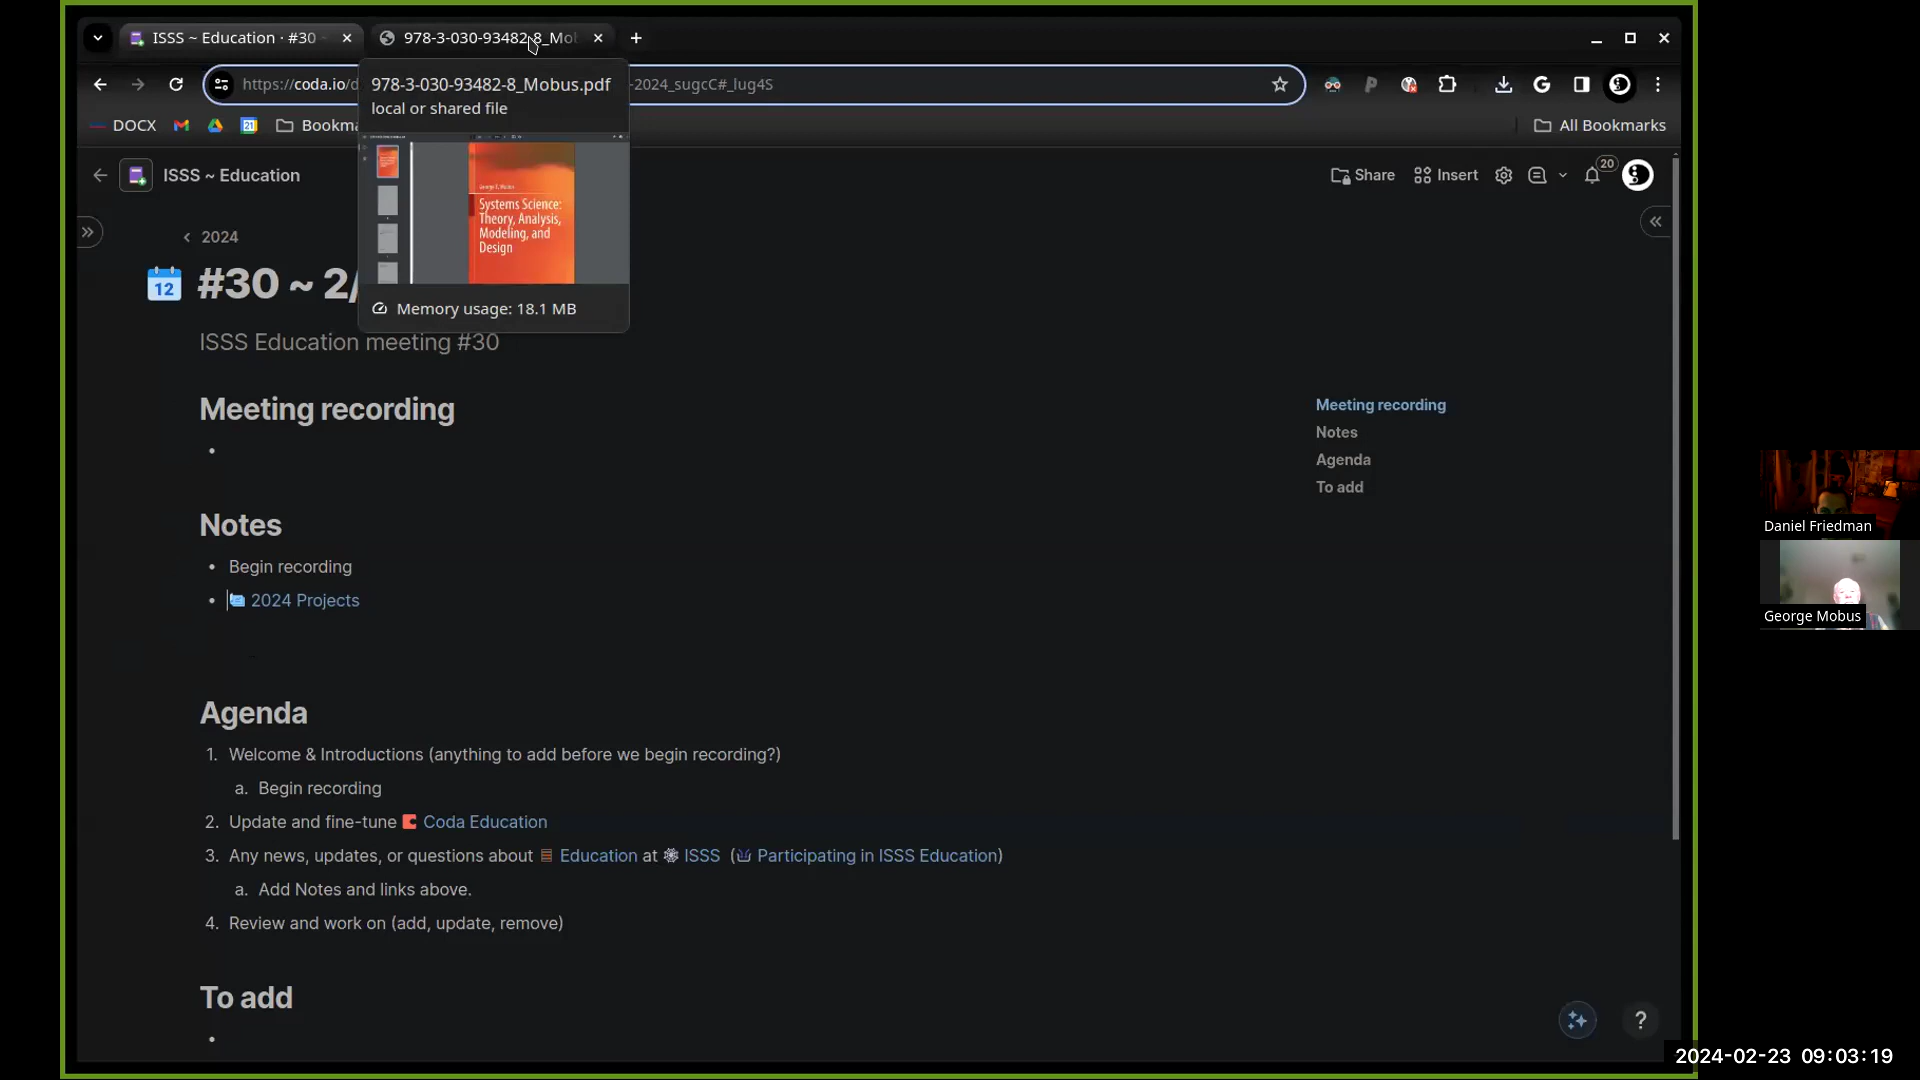 ISSS ~ Education · #30
978-3-030-93482-8_Mo
https://coda.io/d
-2024_sugcC#_lug4S
978-3-030-93482-8_Mobus.pdf
local or shared file
DOCX
Bookma
All Bookmarks
George E. Mobus
Systems Science:
Theory, Analysis,
Modeling, and
Design
Memory usage: 18.1 MB
ISSS ~ Education
Share
Insert
20
2024
12
#30 ~ 2/
ISSS Education meeting #30
Meeting recording
Notes
Begin recording
2024 Projects
Agenda
1. Welcome & Introductions (anything to add before we begin recording?)
a. Begin recording
2. Update and fine-tune Coda Education
3. Any news, updates, or questions about Education at ISSS (Participating in ISSS Education)
a. Add Notes and links above.
4. Review and work on (add, update, remove)
To add
Meeting recording
Notes
Agenda
To add
Daniel Friedman
George Mobus
2024-02-23 09:03:19